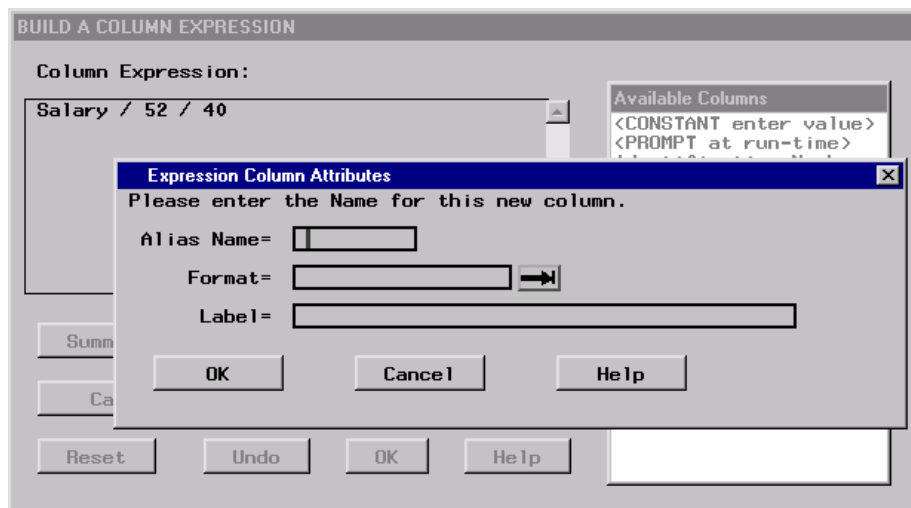 BUILD A COLUMN EXPRESSION
Column Expression:
Salary / 52 / 40
Available Columns
<CONSTANT enter value>
<PROMPT at run-time>
Expression Column Attributes
Please enter the Name for this new column.
Alias Name=
Format=
Label=
OK Cancel Help
Summ
Ca
Reset Undo OK Help